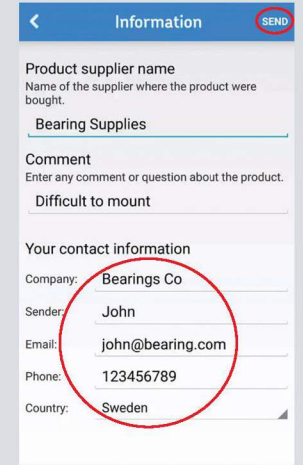 Information
SEND
Product supplier name
Name of the supplier where the product were
bought.
Bearing Supplies
Comment
Enter any comment or question about the product.
Difficult to mount
Your contact information
Company: Bearings Co
Sender: John
Email: john@bearing.com
Phone: 123456789
Country: Sweden